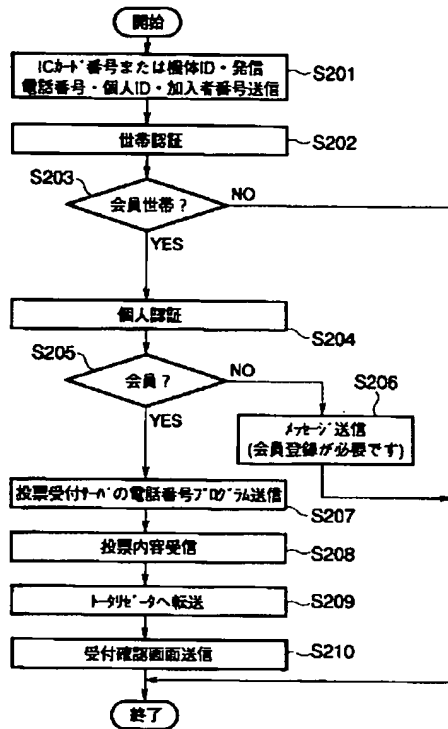 開始
ICカード番号または機体ID・発信
電話番号・個人ID・加入者番号送信
S201
世帯認証
S202
S203
会員世帯？
NO
YES
個人認証
S204
S205
会員？
NO
YES
S206
メッセージ送信
(会員登録が必要です)
投票受付サーバの電話番号プログラム送信
S207
投票内容受信
S208
トータリゼータへ転送
S209
受付確認画面送信
S210
終了